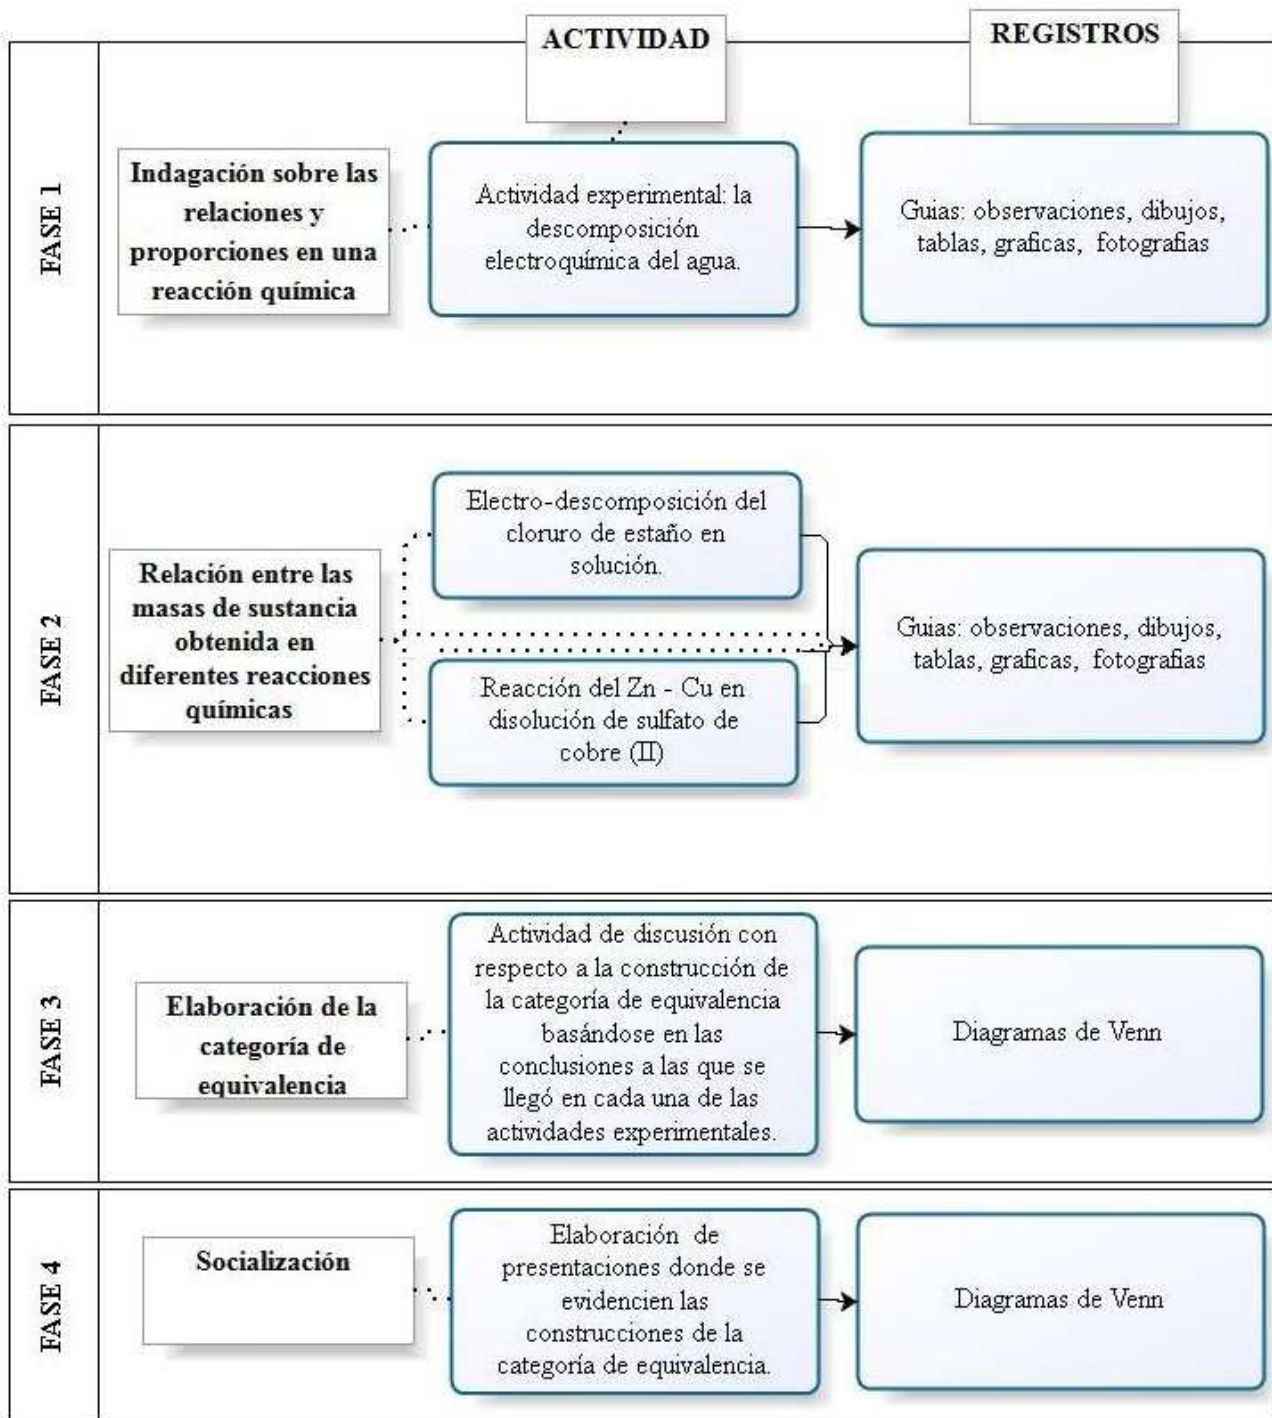 ACTIVIDAD
REGISTROS
FASE 1
Indagación sobre las
relaciones y
proporciones en una
reacción química
Actividad experimental: la
descomposición
electroquímica del agua.
Guias: observaciones, dibujos,
tablas, graficas, fotografias
FASE 2
Relación entre las
masas de sustancia
obtenida en
diferentes reacciones
químicas
Electro-descomposición del
cloruro de estaño en
solución.
Reacción del Zn - Cu en
disolución de sulfato de
cobre (II)
Guias: observaciones, dibujos,
tablas, graficas, fotografias
FASE 3
Elaboración de la
categoría de
equivalencia
Actividad de discusión con
respecto a la construcción de
la categoría de equivalencia
basándose en las
conclusiones a las que se
llegó en cada una de las
actividades experimentales.
Diagramas de Venn
FASE 4
Socialización
Elaboración de
presentaciones donde se
evidencien las
construcciones de la
categoría de equivalencia.
Diagramas de Venn